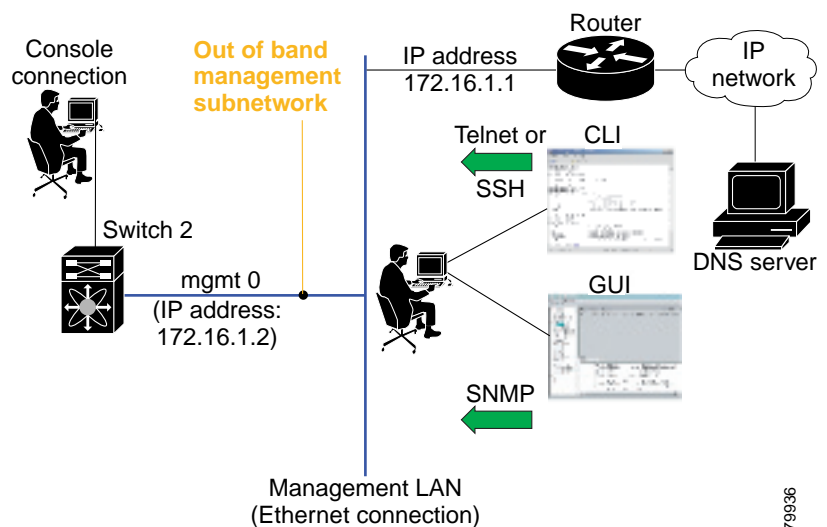 Console
connection
Out of band
management
subnetwork
Router
IP address
172.16.1.1
IP
network
Telnet or
SSH
CLI
Switch 2
DNS server
mgmt 0
(IP address:
172.16.1.2)
GUI
SNMP
Management LAN
(Ethernet connection)
79936